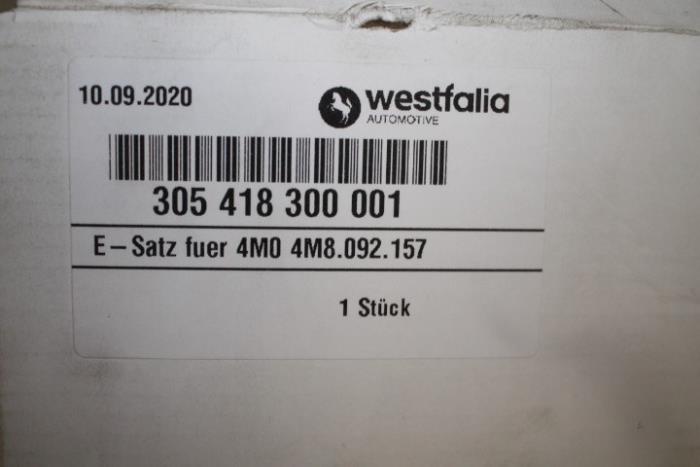 10.09.2020
westfalia
AUTOMOTIVE
305 418 300 001
E-Satz fuer 4M0 4M8.092.157
1 Stück